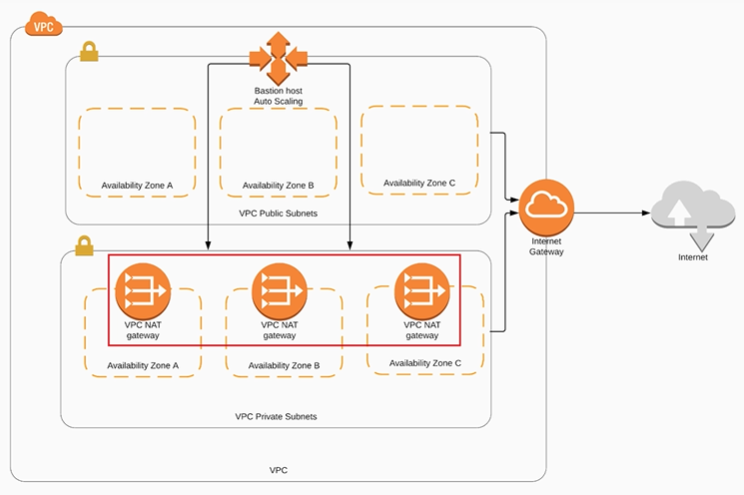 VPC
Bastion host
Auto Scaling
Availability Zone A
Availability Zone B
Availability Zone C
VPC Public Subnets
Internet
Gateway
Internet
VPC NAT
gateway
VPC NAT
gateway
VPC NAT
gateway
Availability Zone A
Availability Zone B
Availability Zone C
VPC Private Subnets
VPC